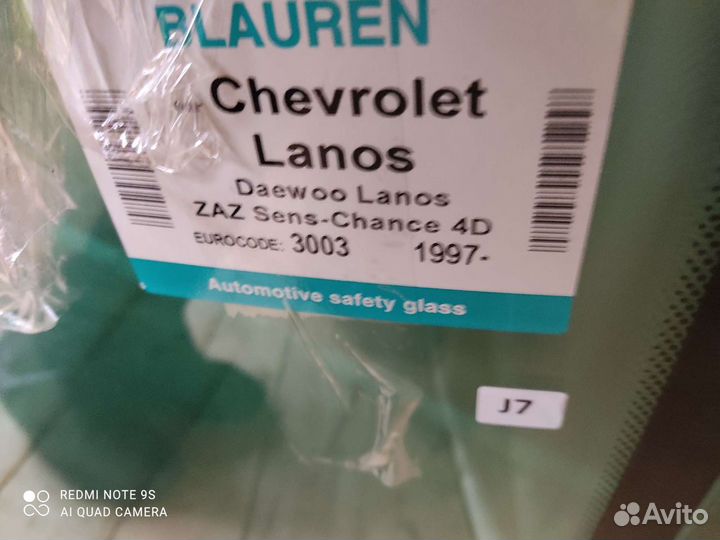 BLAUREN
Chevrolet
Lanos
Daewoo Lanos
ZAZ Sens-Chance 4D
EUROCODE: 3003 1997-
Automotive safety glass
J7
REDMI NOTE 9S
AI QUAD CAMERA
Avito